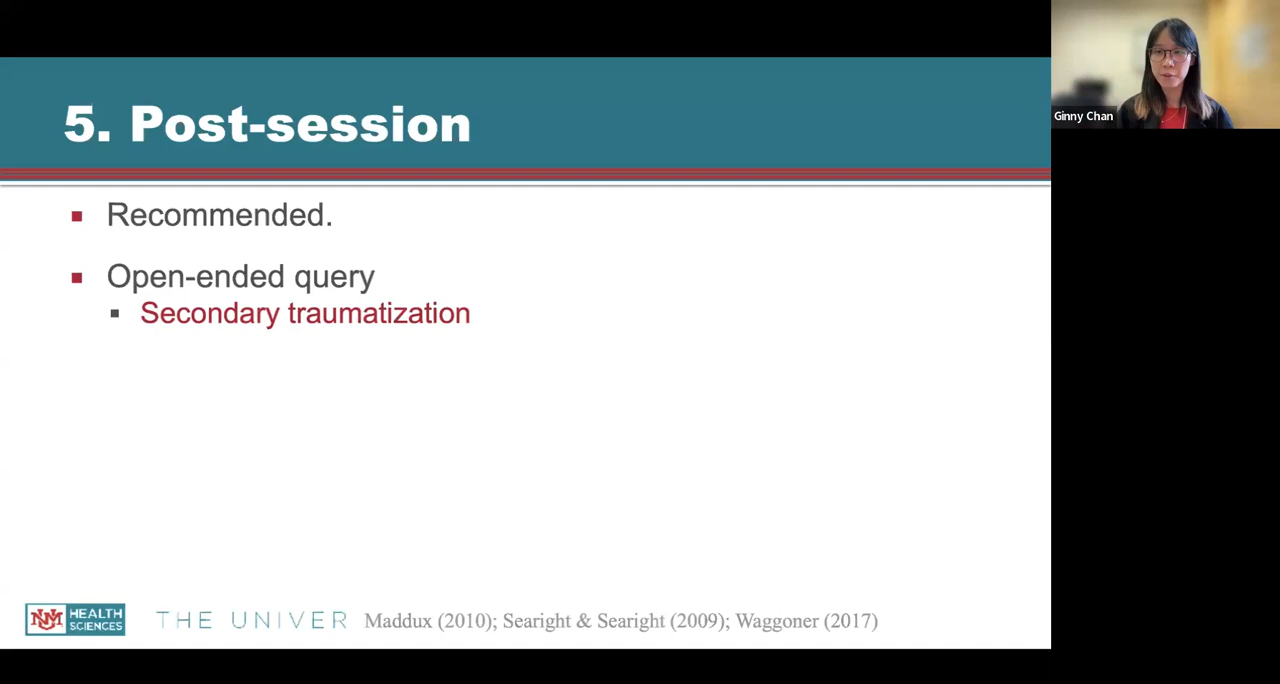 5. Post-session
Ginny Chan
Recommended.
Open-ended query
Secondary traumatization
UNM HEALTH SCIENCES
THE UNIVER
Maddux (2010); Searight & Searight (2009); Waggoner (2017)